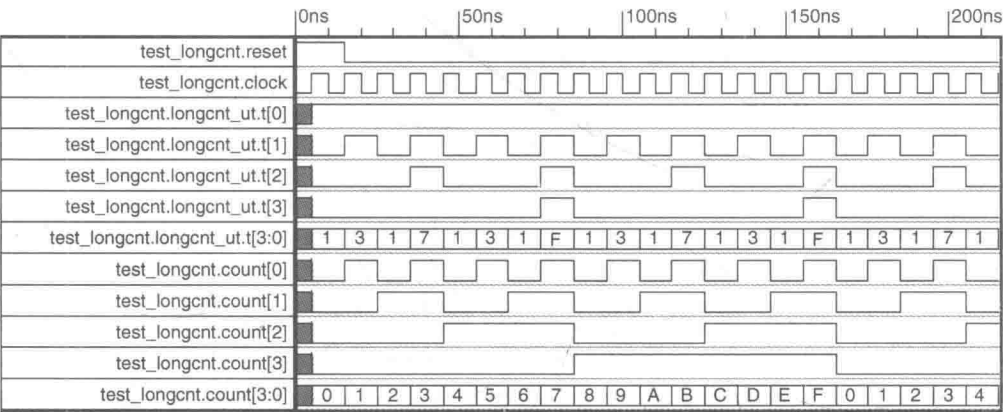 0ns 50ns 100ns 150ns 200ns
test_longcnt.reset
test_longcnt.clock
test_longcnt.longcnt_ut.t[0]
test_longcnt.longcnt_ut.t[1]
test_longcnt.longcnt_ut.t[2]
test_longcnt.longcnt_ut.t[3]
test_longcnt.longcnt_ut.t[3:0] 1 3 1 7 1 3 1 F 1 3 1 7 1 3 1 F 1 3 1 7 1
test_longcnt.count[0]
test_longcnt.count[1]
test_longcnt.count[2]
test_longcnt.count[3]
test_longcnt.count[3:0] 0 1 2 3 4 5 6 7 8 9 A B C D E F 0 1 2 3 4